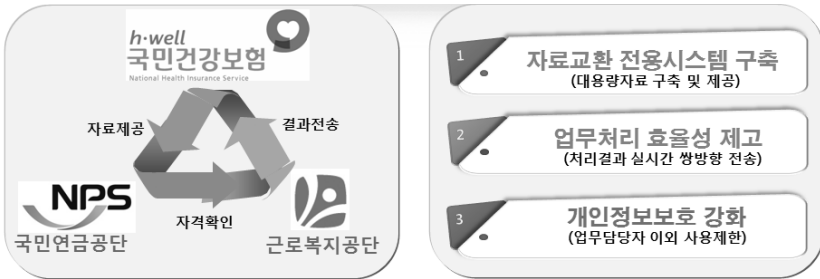 h·well
국민건강보험
National Health Insurance Service
자료제공
결과전송
NPS
자격확인
국민연금공단
근로복지공단
1
자료교환 전용시스템 구축
(대용량자료 구축 및 제공)
2
업무처리 효율성 제고
(처리결과 실시간 쌍방향 전송)
3
개인정보보호 강화
(업무담당자 이외 사용제한)